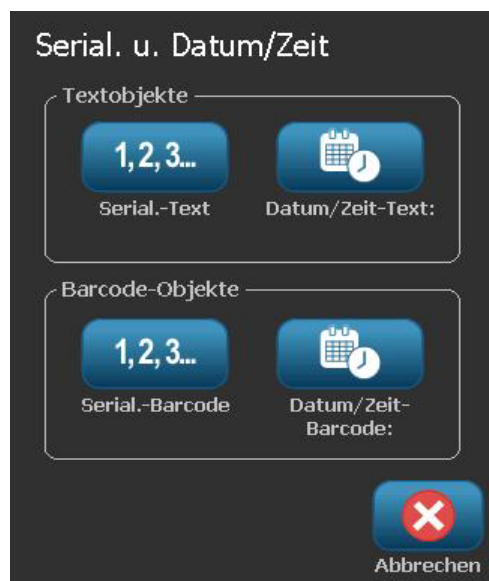 Serial. u. Datum/Zeit
Textobjekte
1, 2, 3...
Serial.-Text
Datum/Zeit-Text:
Barcode-Objekte
1, 2, 3...
Serial.-Barcode
Datum/Zeit-
Barcode:
Abbrechen